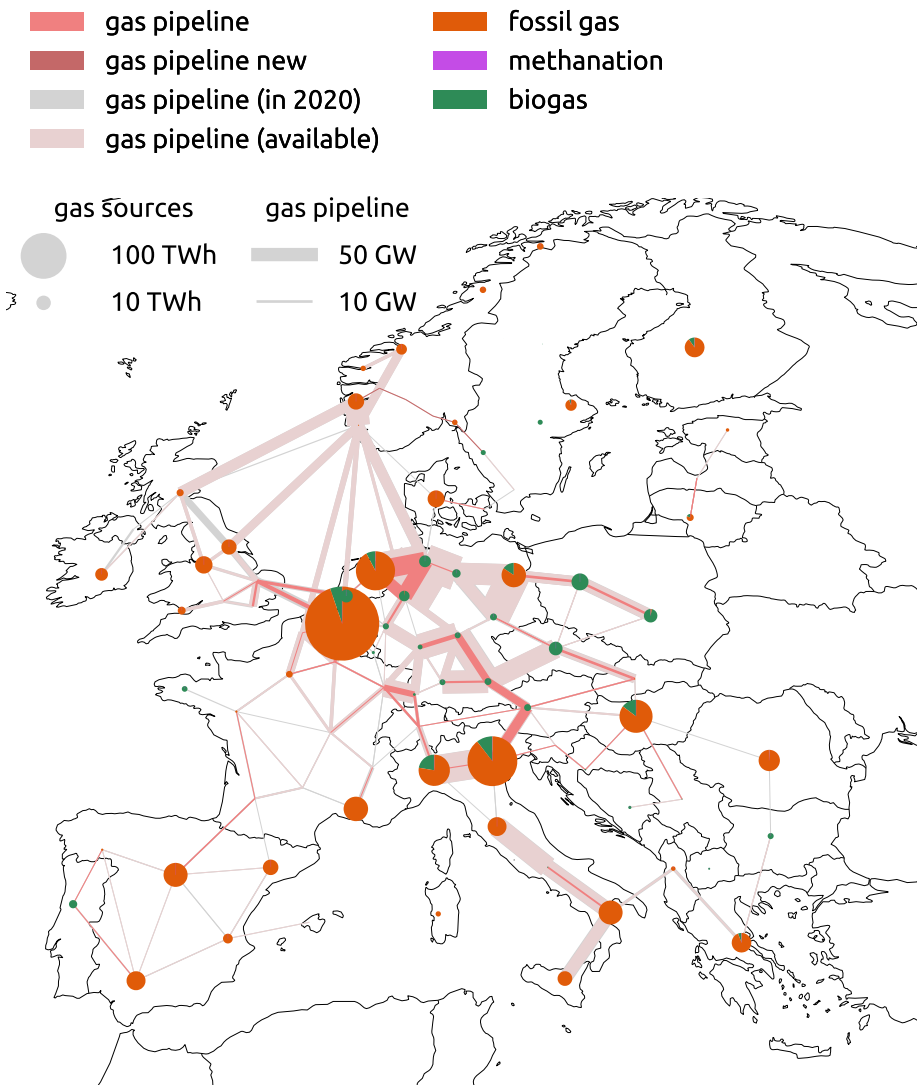 gas pipeline
gas pipeline new
gas pipeline (in 2020)
gas pipeline (available)
fossil gas
methanation
biogas
gas sources
100 TWh
10 TWh
gas pipeline
50 GW
10 GW